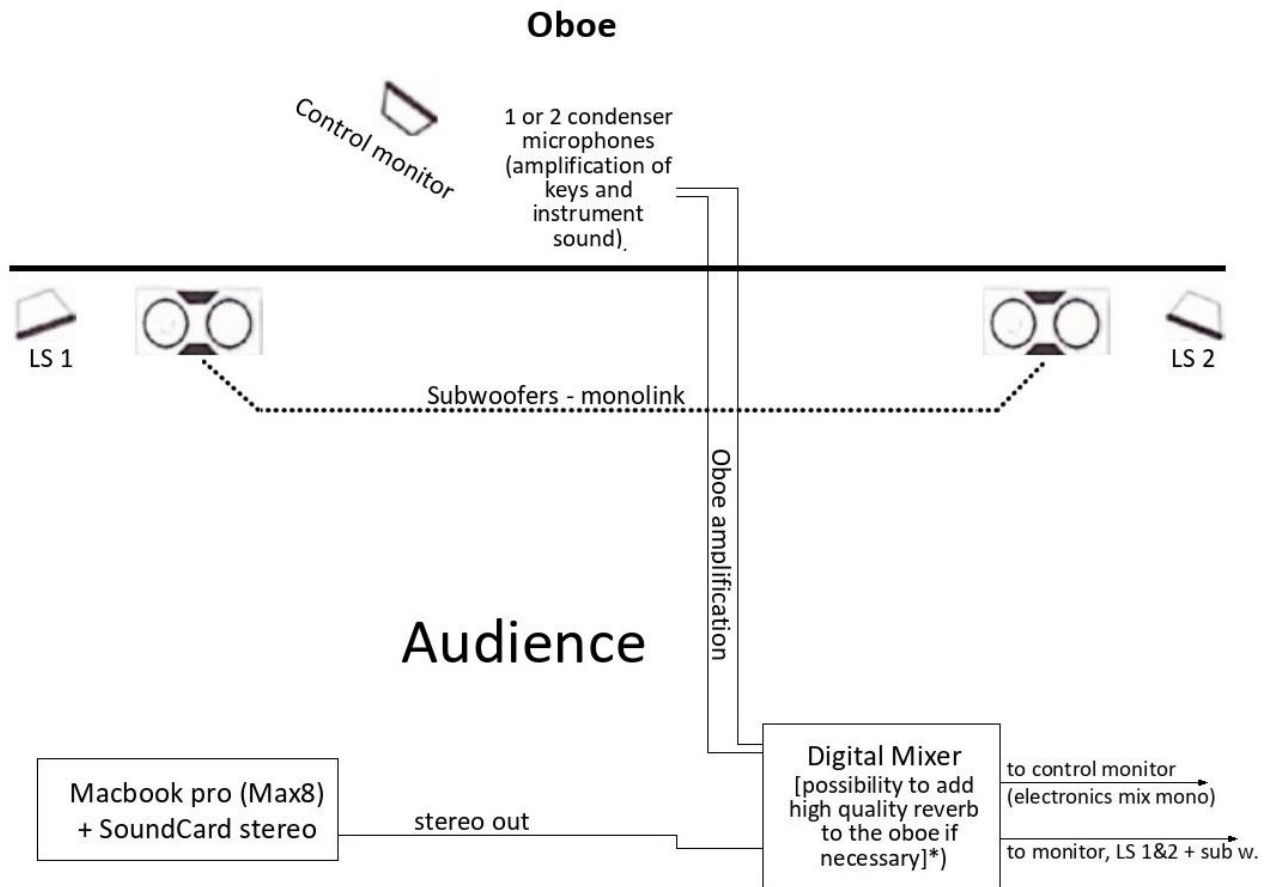 Oboe
Control monitor
1 or 2 condenser
microphones
(amplification of
keys and
instrument
sound).
LS 1
LS 2
Subwoofers - monolink
Oboe amplification
Audience
Macbook pro (Max8)
+ SoundCard stereo
stereo out
Digital Mixer
[possibility to add
high quality reverb
to the oboe if
necessary]*)
to control monitor
(electronics mix mono)
to monitor, LS 1&2 + sub w.